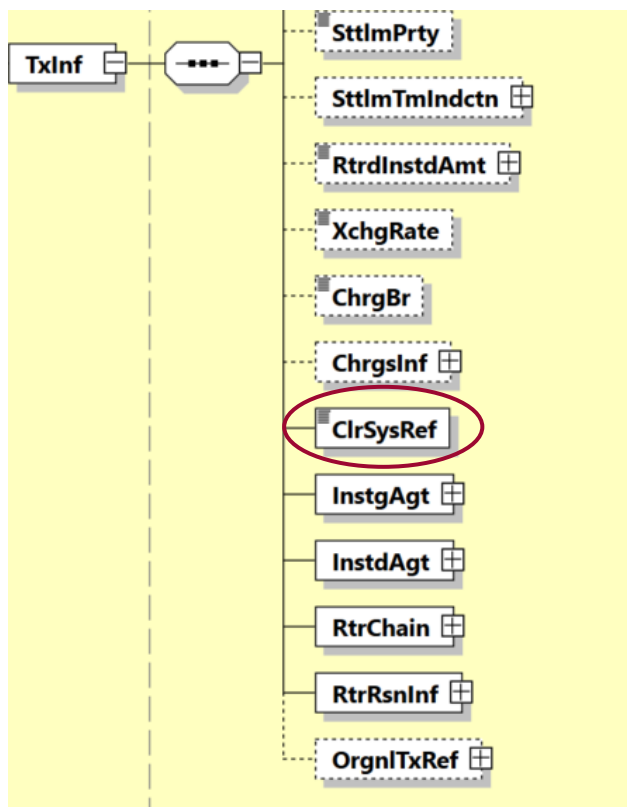 SttlmPrty
TxInf
SttlmTmIndctn
RtrdInstdAmt
XchgRate
ChrgBr
ChrgsInf
ClrSysRef
InstgAgt
InstdAgt
RtrChain
RtrRsnInf
OrgnlTxRef